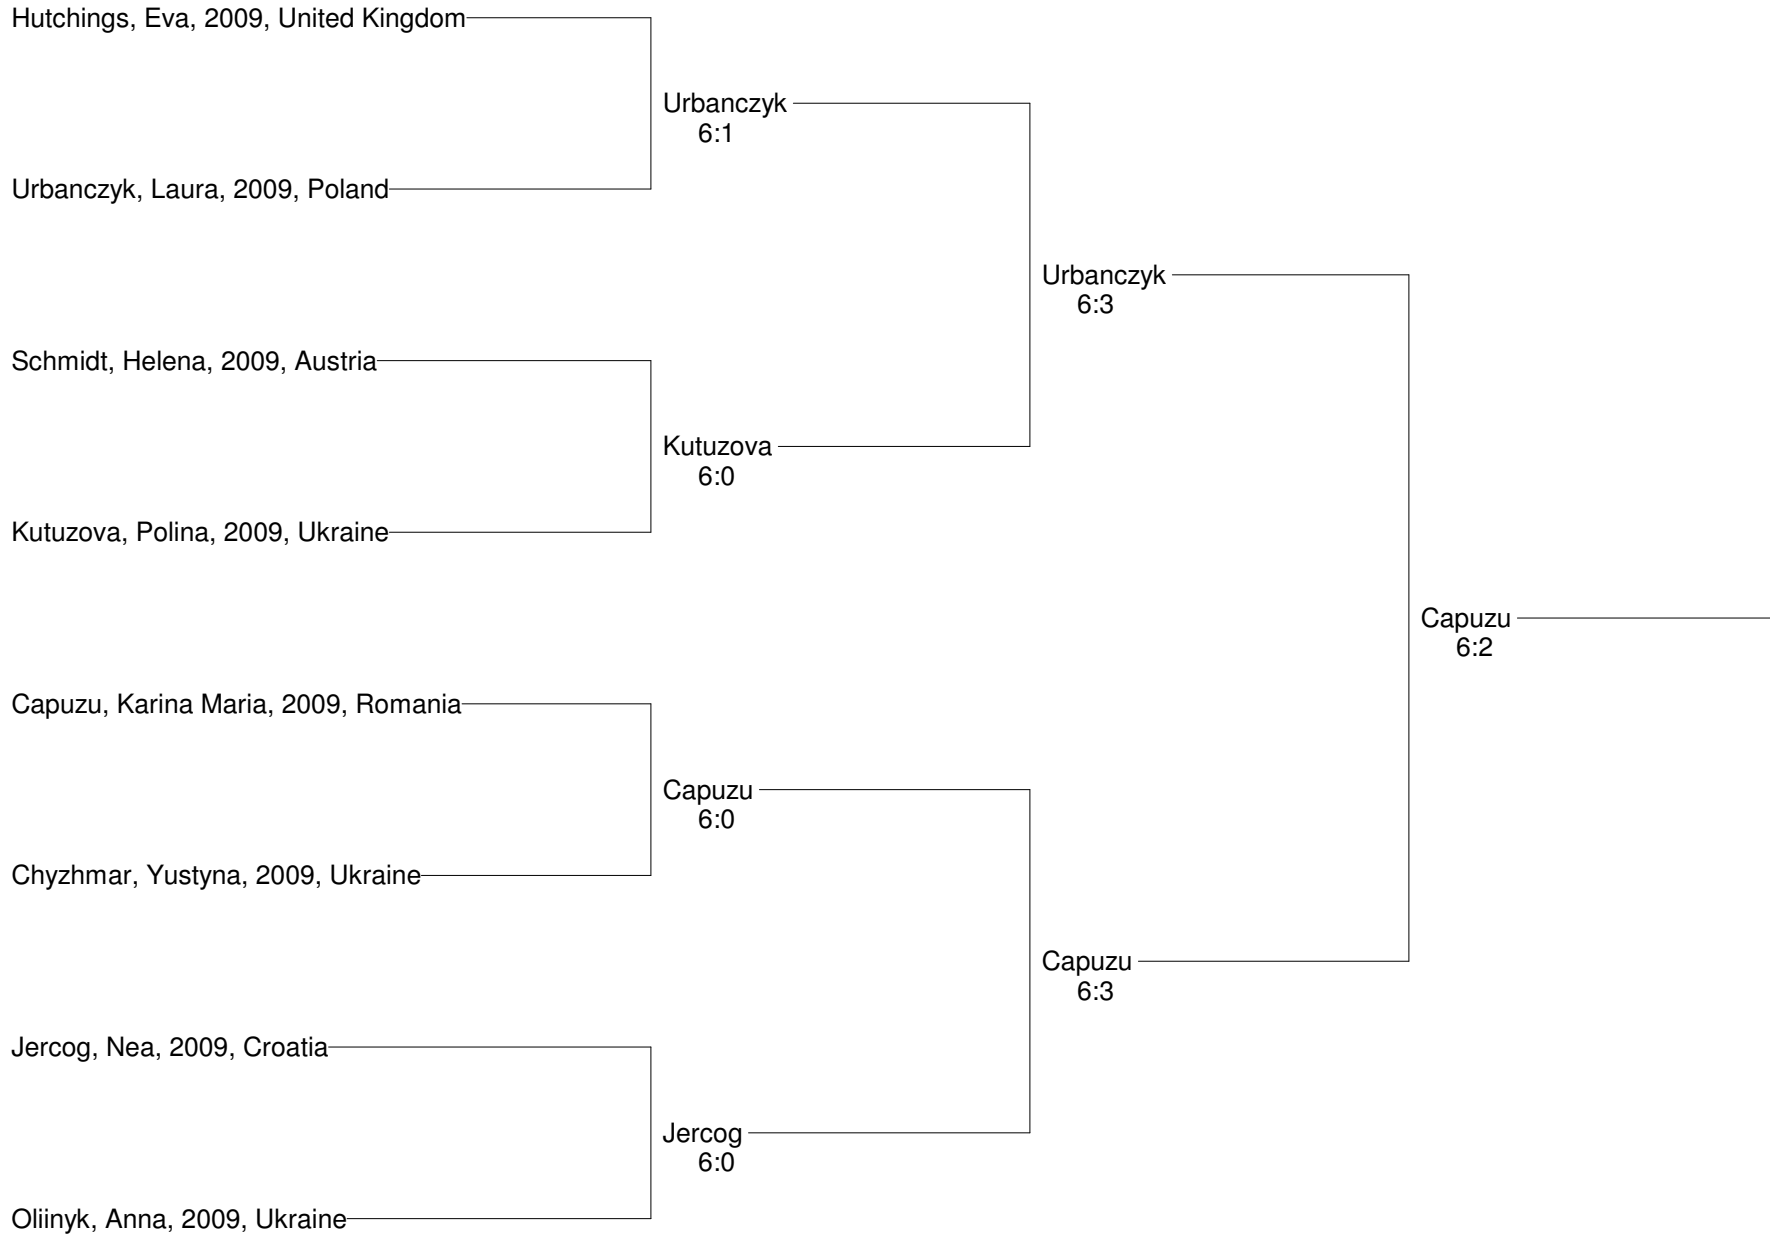 Hutchings, Eva, 2009, United Kingdom
Urbanczyk
6:1
Urbanczyk, Laura, 2009, Poland
Urbanczyk
6:3
Schmidt, Helena, 2009, Austria
Kutuzova
6:0
Kutuzova, Polina, 2009, Ukraine
Capuzu
6:2
Capuzu, Karina Maria, 2009, Romania
Capuzu
6:0
Chyzhmar, Yustyna, 2009, Ukraine
Capuzu
6:3
Jercog, Nea, 2009, Croatia
Jercog
6:0
Oliinyk, Anna, 2009, Ukraine